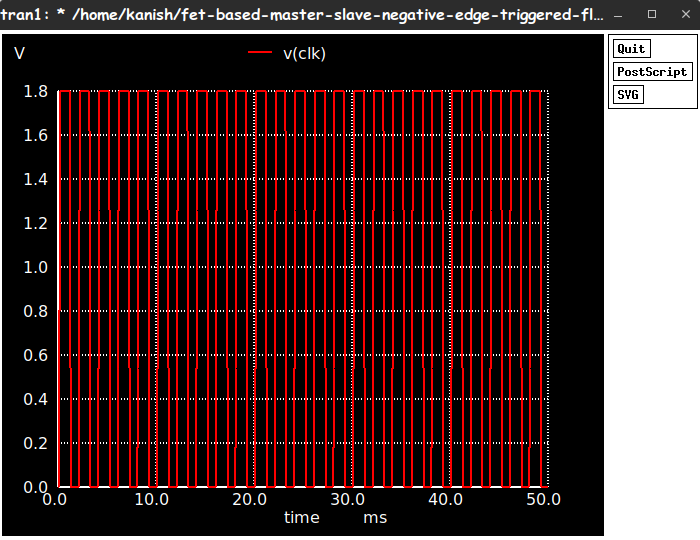 tran1: * /home/kanish/fet-based-master-slave-negative-edge-triggered-fl...
Quit
PostScript
SVG
V
v(clk)
1.8
1.6
1.4
1.2
1.0
0.8
0.6
0.4
0.2
0.0
0.0 10.0 20.0 30.0 40.0 50.0
time ms